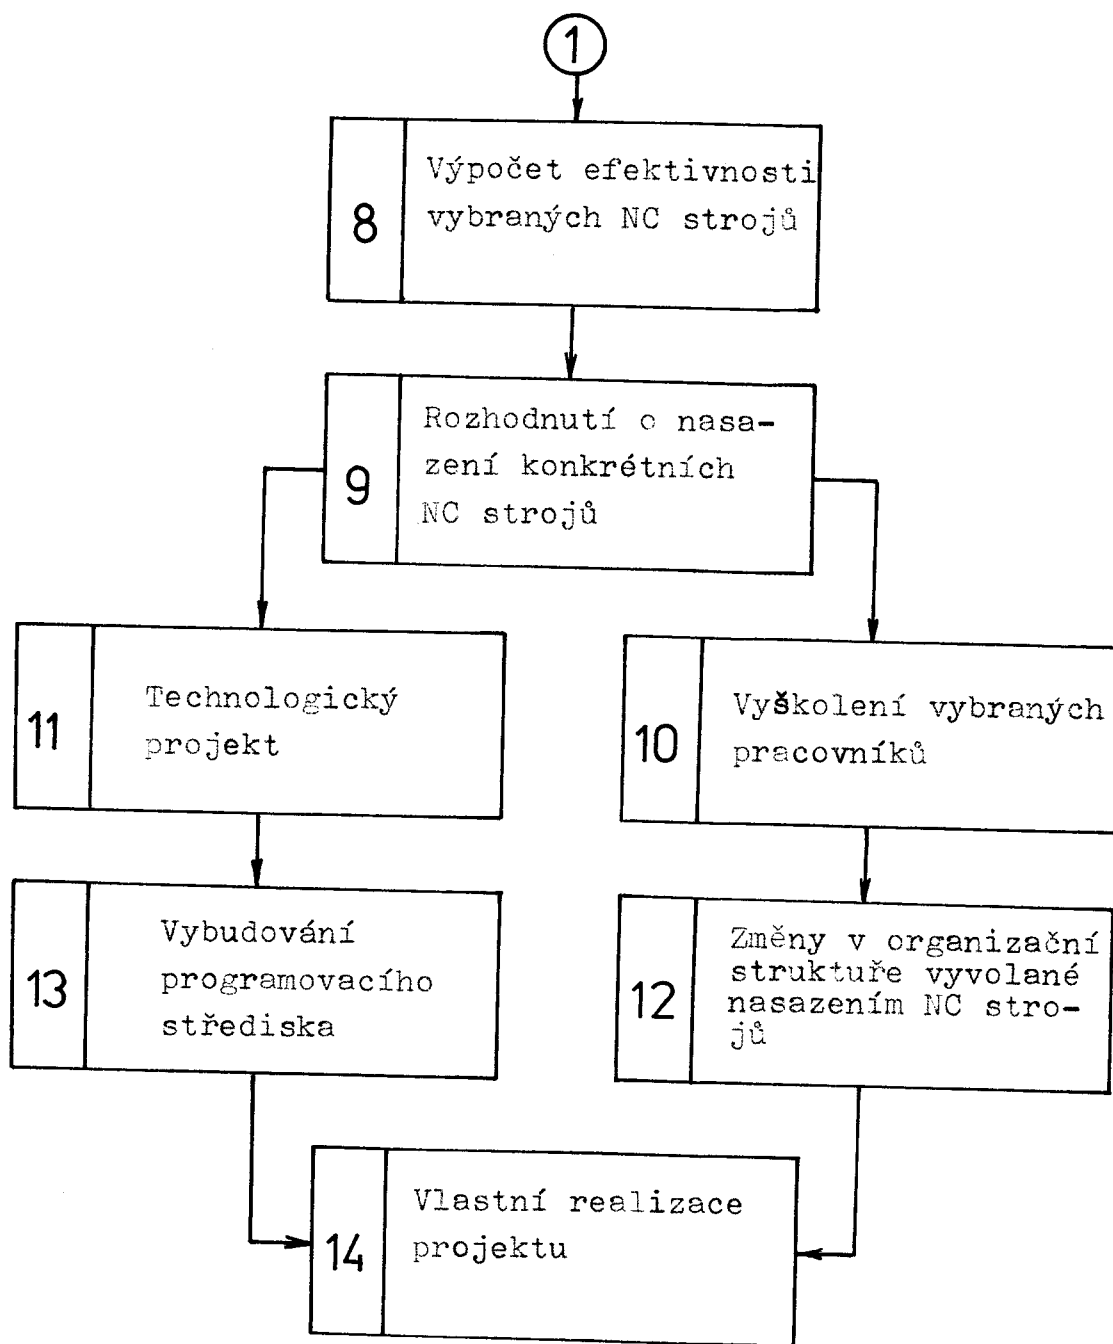 1
8
Výpočet efektivnosti
vybraných NC strojů
9
Rozhodnutí o nasa-
zení konkrétních
NC strojů
11
Technologický
projekt
10
Vyškolení vybraných
pracovníků
13
Vybudování
programovacího
střediska
12
Změny v organizační
struktuře vyvolané
nasazením NC stro-
jů
14
Vlastní realizace
projektu